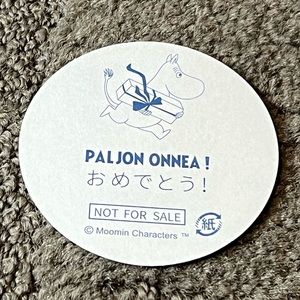 PALJON ONNEA!
おめでとう!
NOT FOR SALE
紙
© Moomin Characters ™